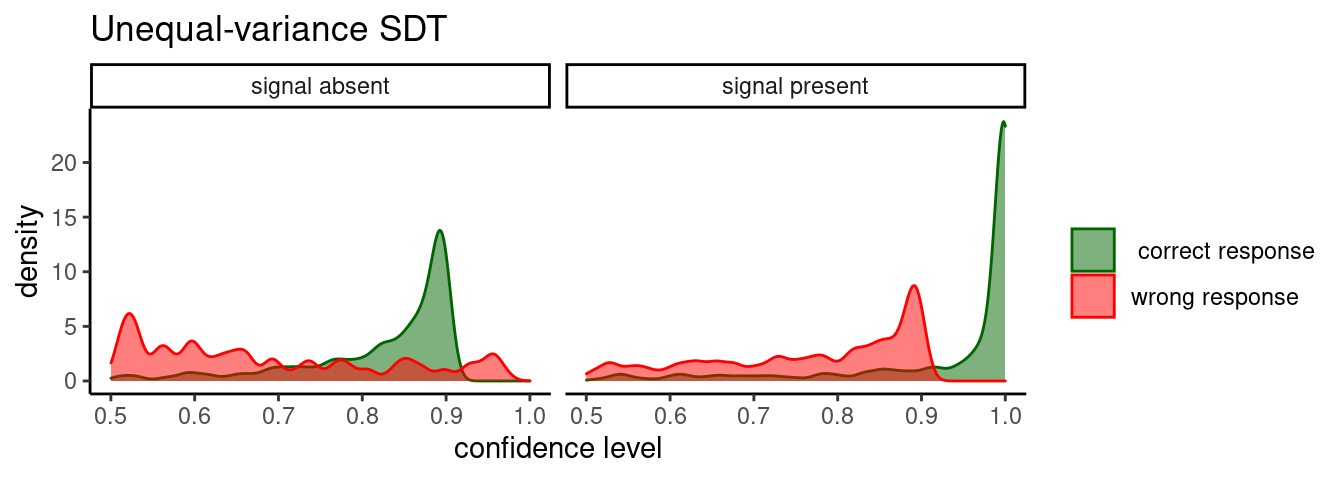 Unequal-variance SDT
signal absent
signal present
density
20
15
10
5
0
0.5 0.6 0.7 0.8 0.9 1.0
0.5 0.6 0.7 0.8 0.9 1.0
confidence level
correct response
wrong response